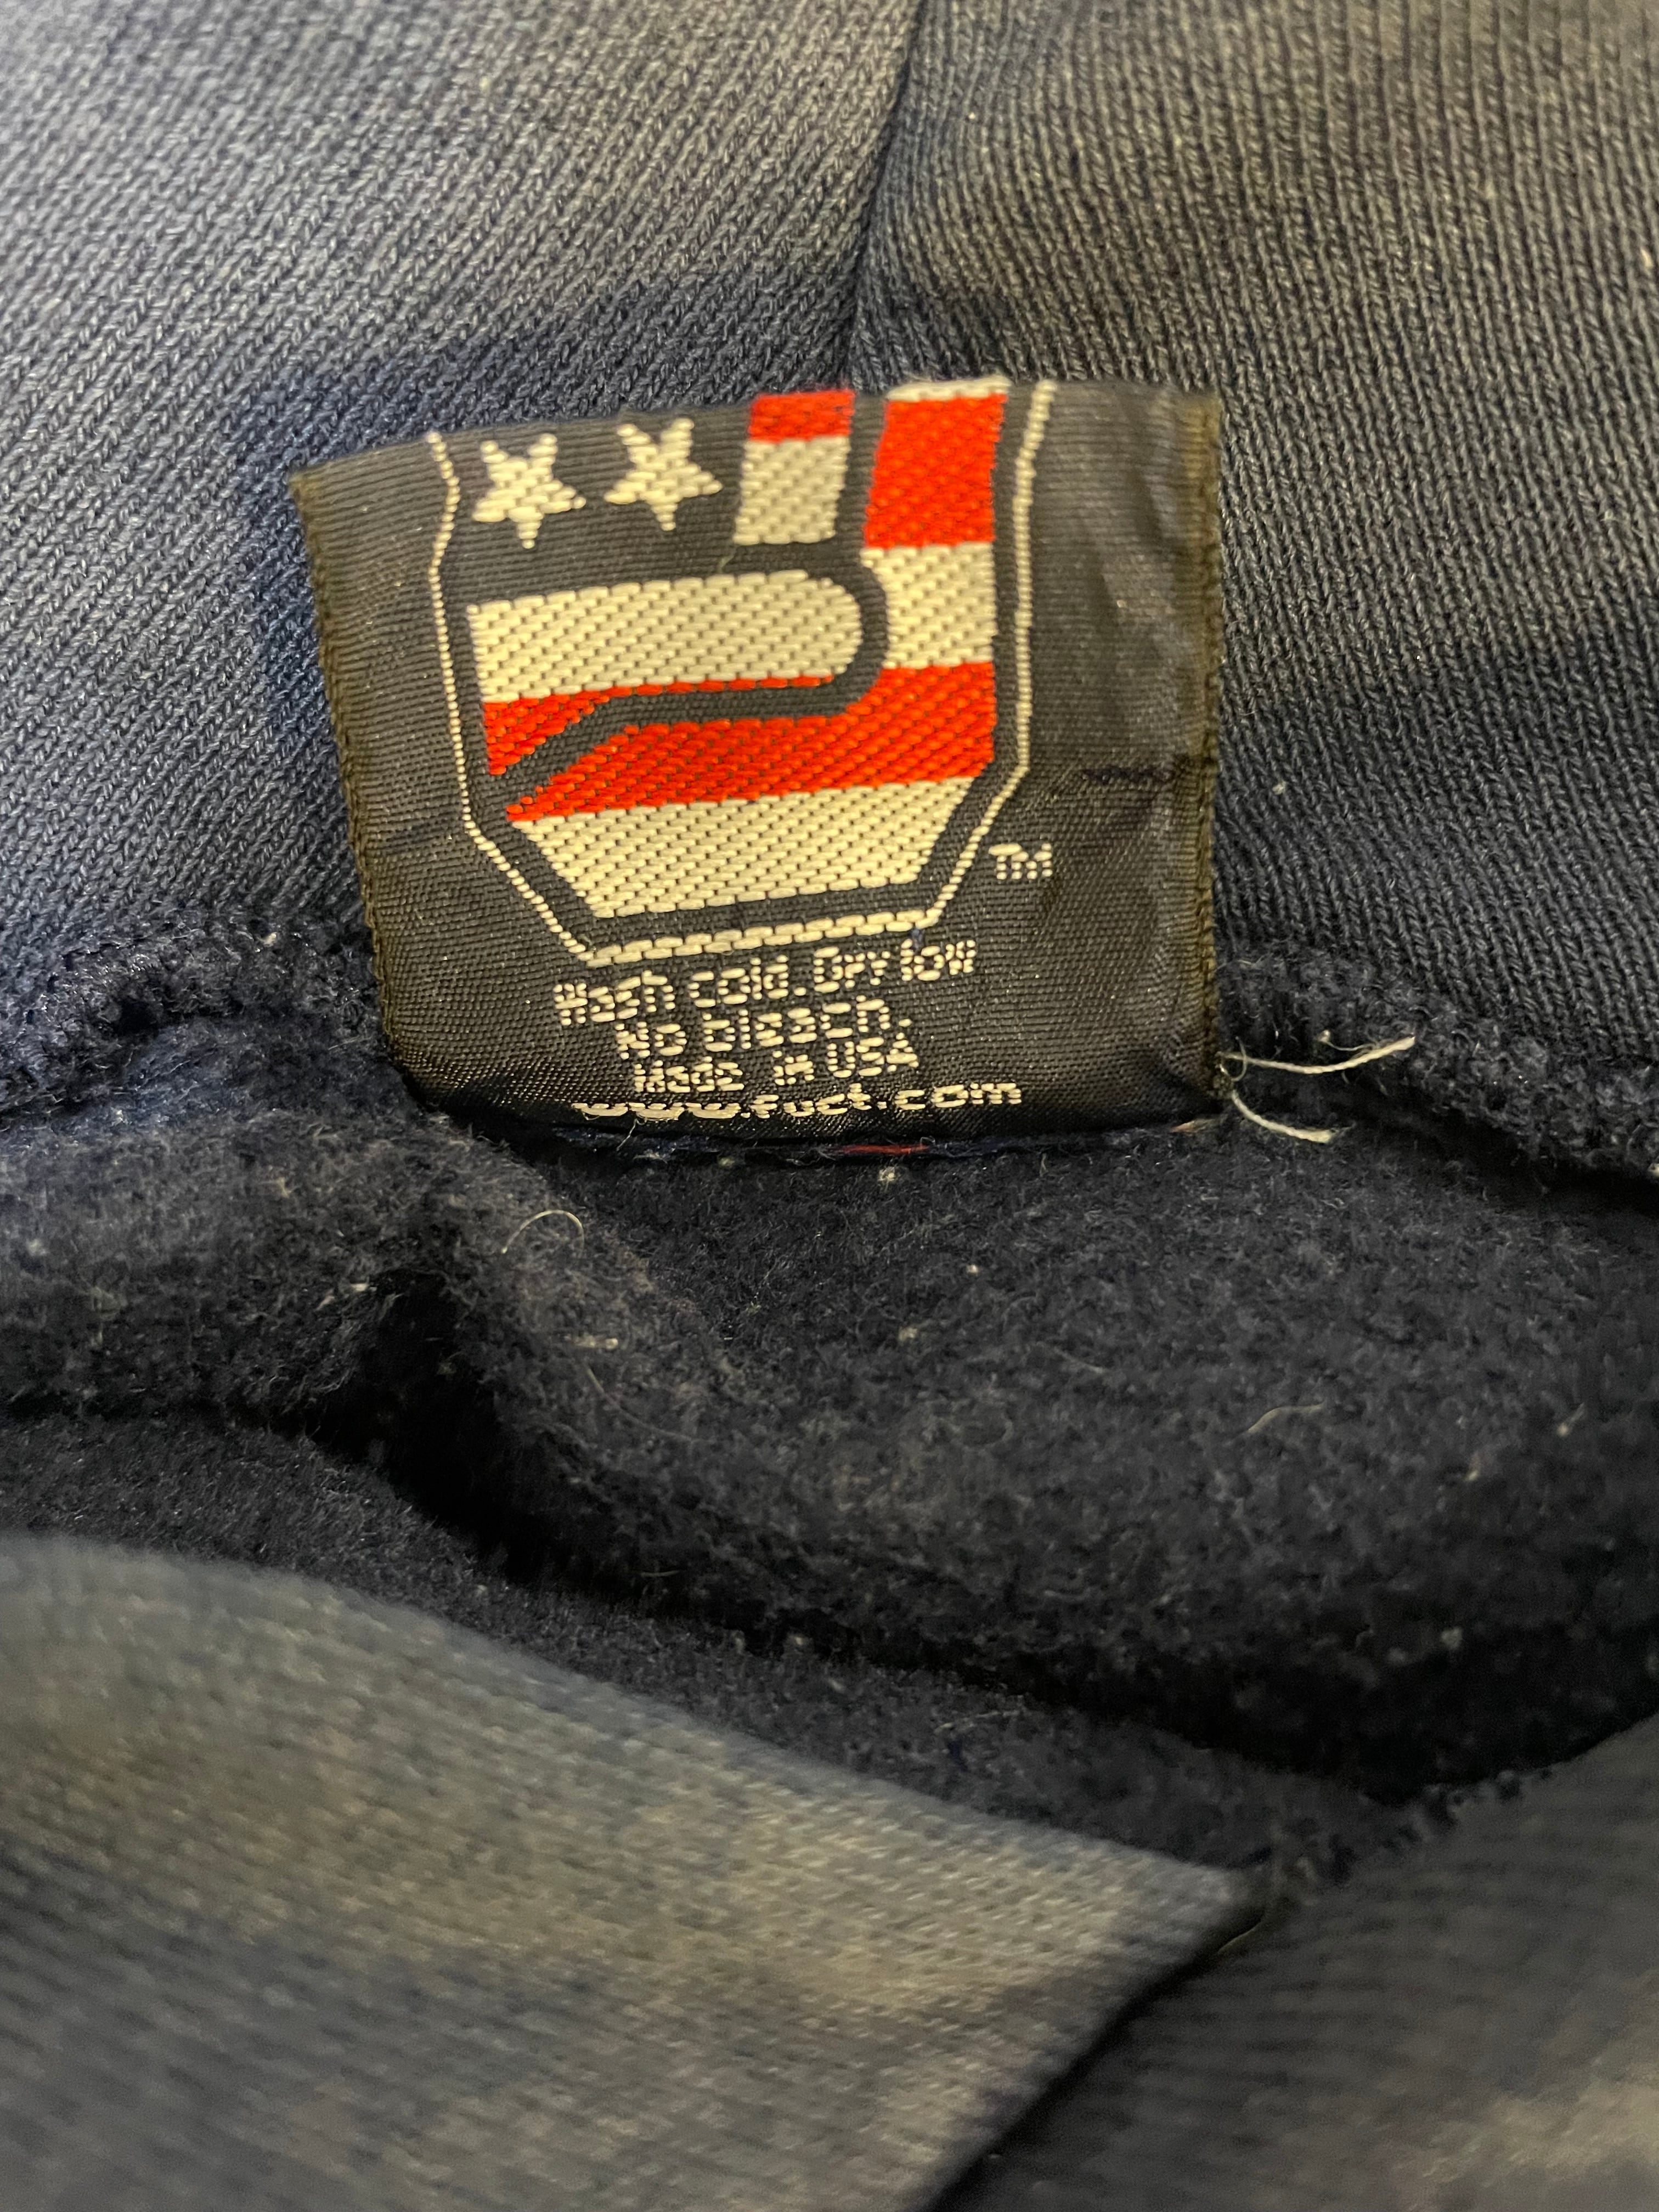 TM
Wash cold. Dry low
No bleach.
Made in USA
www.fuct.com